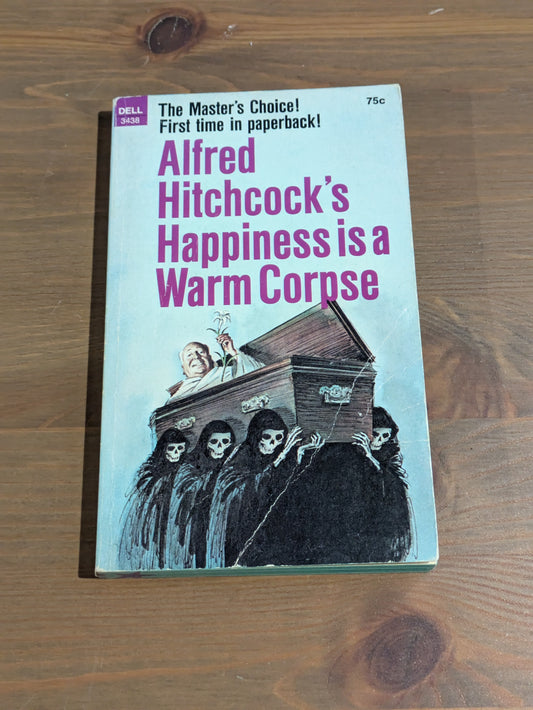 DELL
3438
The Master's Choice!
First time in paperback!
75c
Alfred
Hitchcock's
Happiness is a
Warm Corpse